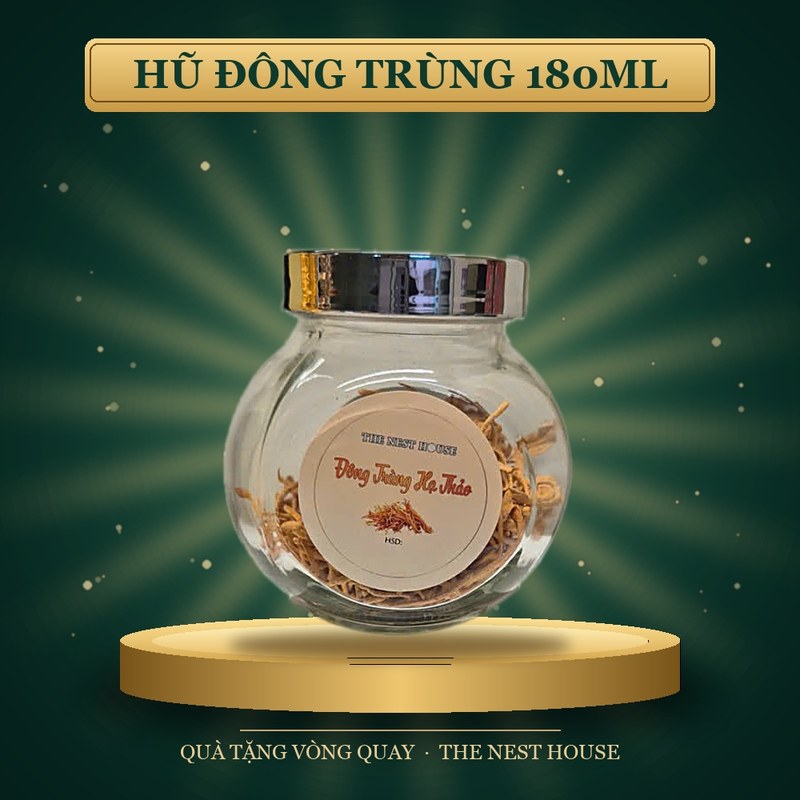 HŨ ĐÔNG TRÙNG 180ML
THE NEST HOUSE
Đông Trùng Hạ Thảo
HSD:
QUÀ TẶNG VÒNG QUAY · THE NEST HOUSE